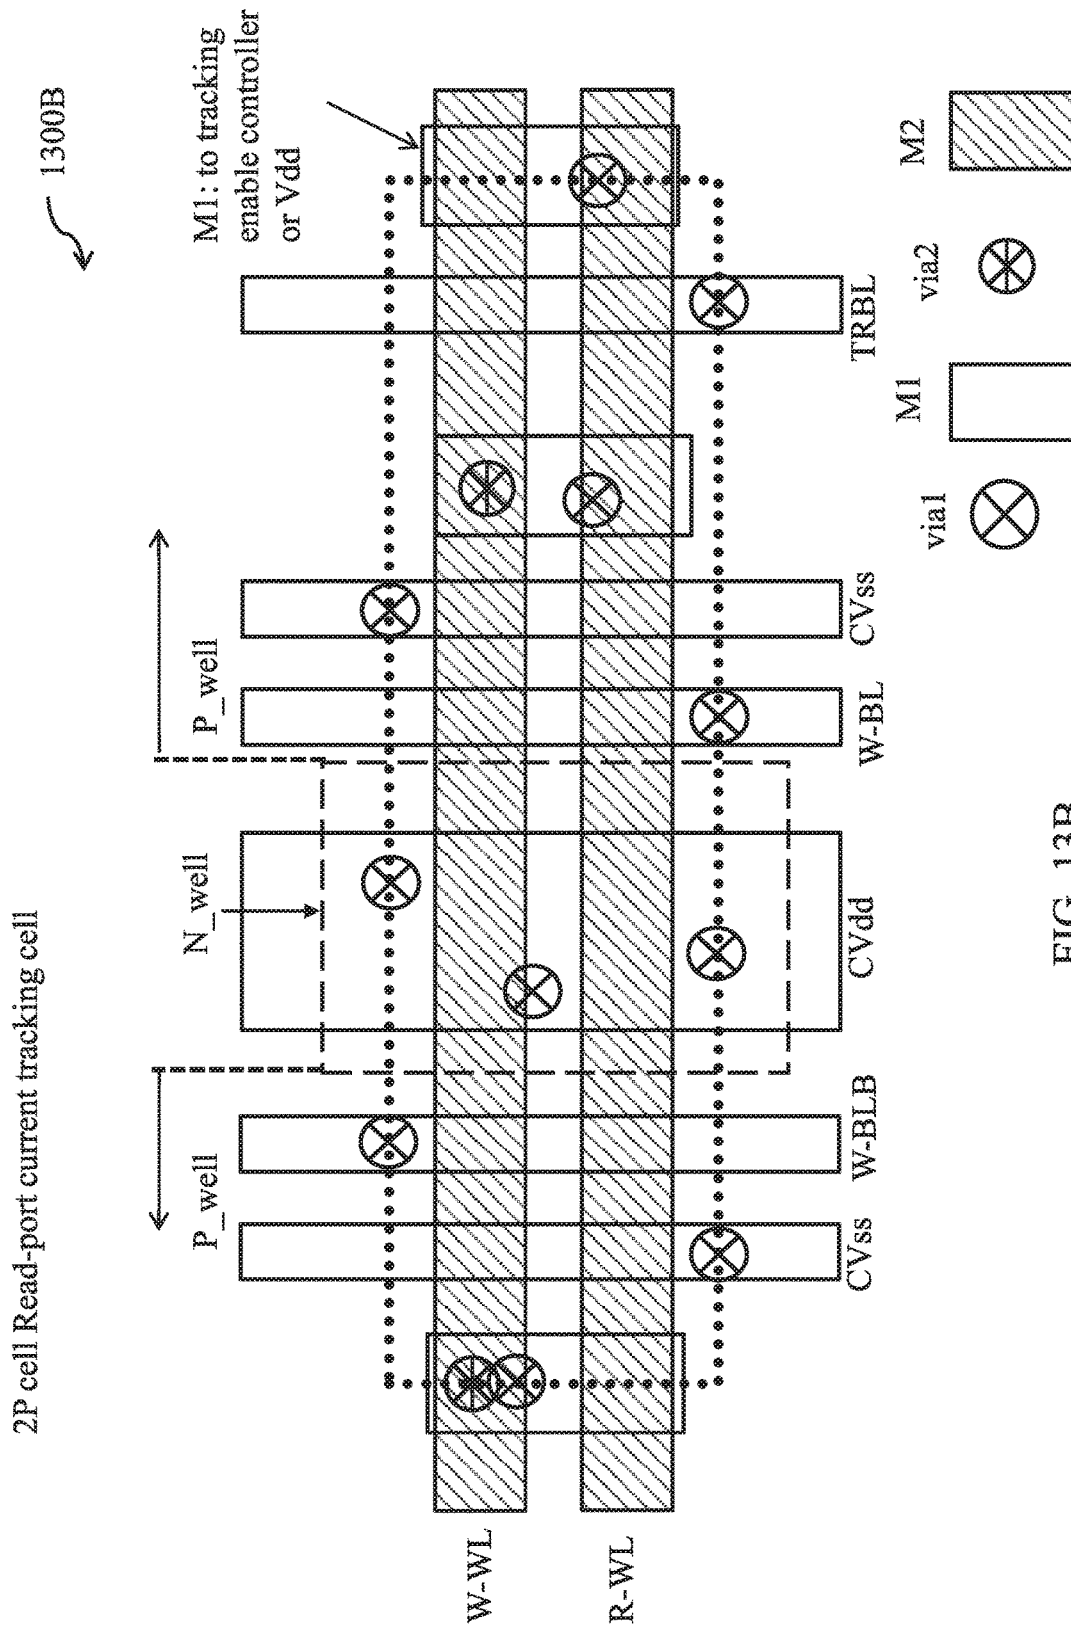 2P cell Read-port current tracking cell
1300B
M1: to tracking
enable controller
or Vdd
P_well
N_well
P_well
W-WL
R-WL
CVss
W-BLB
CVdd
W-BL
CVss
TRBL
via1
M1
via2
M2
FIG. 13B